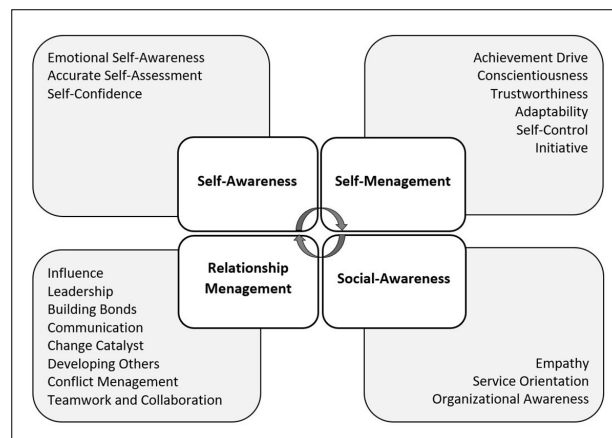 Emotional Self-Awareness
Accurate Self-Assessment
Self-Confidence
Achievement Drive
Conscientiousness
Trustworthiness
Adaptability
Self-Control
Initiative
Self-Awareness
Self-Menagement
Relationship
Menagement
Social-Awareness
Influence
Leadership
Building Bonds
Communication
Change Catalyst
Developing Others
Conflict Management
Teamwork and Collaboration
Empathy
Service Orientation
Organizational Awareness